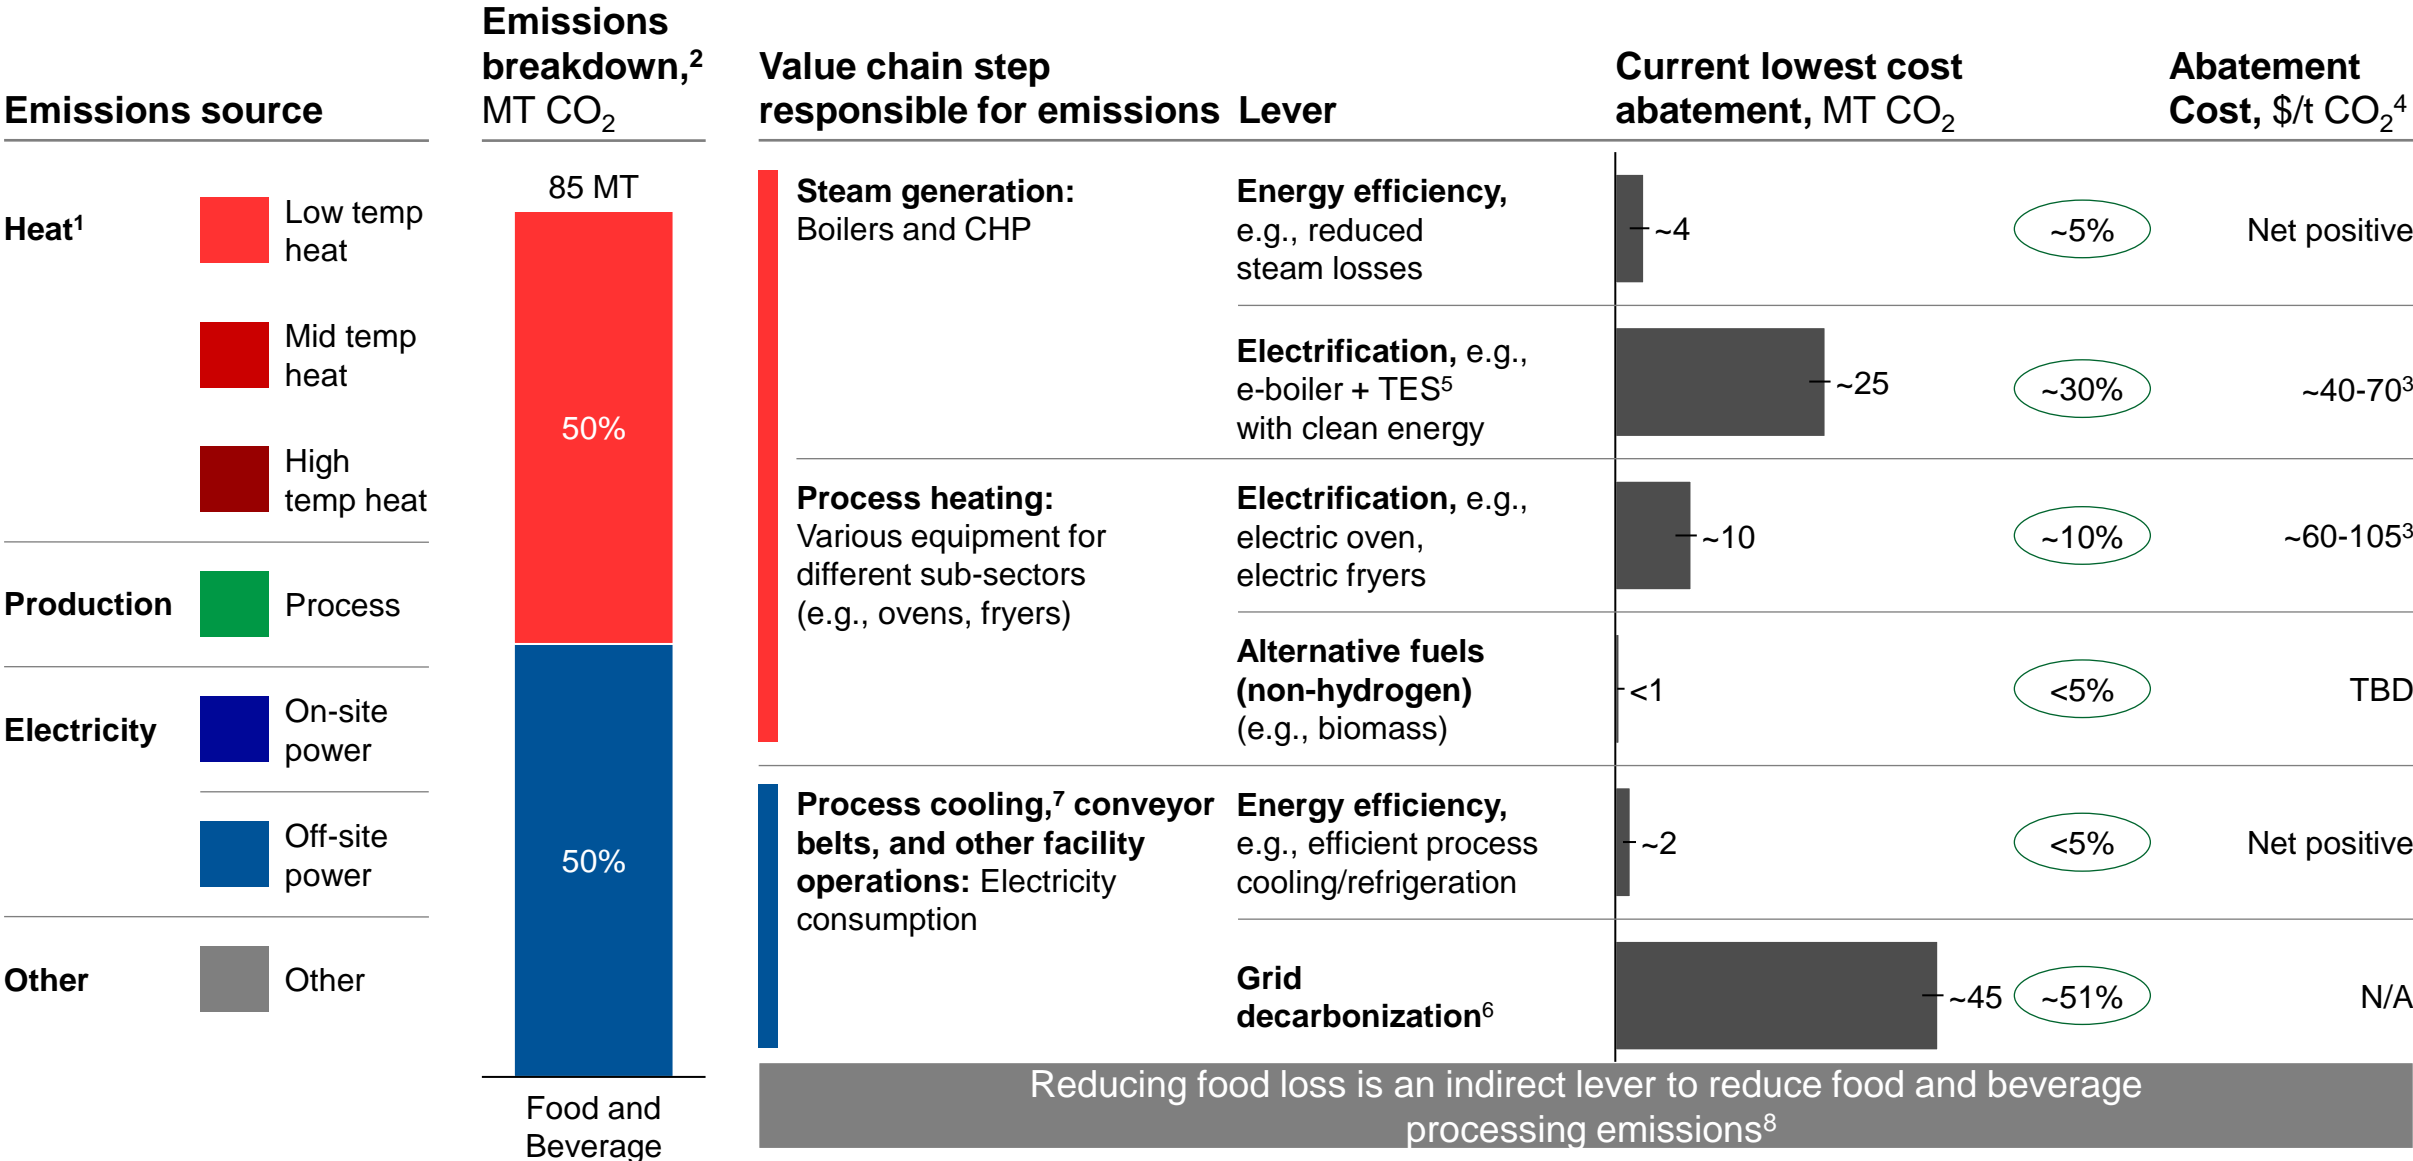 Emissions source
Emissions
breakdown,2
MT CO2
Value chain step
responsible for emissions
Lever
Current lowest cost
abatement, MT CO2
Abatement
Cost, $/t CO24
Heat1
Low temp
heat
Mid temp
heat
High
temp heat
Production
Process
Electricity
On-site
power
Off-site
power
Other
Other
85 MT
50%
50%
Food and
Beverage
Steam generation:
Boilers and CHP
Energy efficiency,
e.g., reduced
steam losses
~4
~5%
Net positive
Electrification, e.g.,
e-boiler + TES5
with clean energy
~25
~30%
~40-703
Process heating:
Various equipment for
different sub-sectors
(e.g., ovens, fryers)
Electrification, e.g.,
electric oven,
electric fryers
~10
~10%
~60-1053
Alternative fuels
(non-hydrogen)
(e.g., biomass)
<1
<5%
TBD
Process cooling,7 conveyor
belts, and other facility
operations: Electricity
consumption
Energy efficiency,
e.g., efficient process
cooling/refrigeration
~2
<5%
Net positive
Grid
decarbonization6
~45
~51%
N/A
Reducing food loss is an indirect lever to reduce food and beverage
processing emissions8